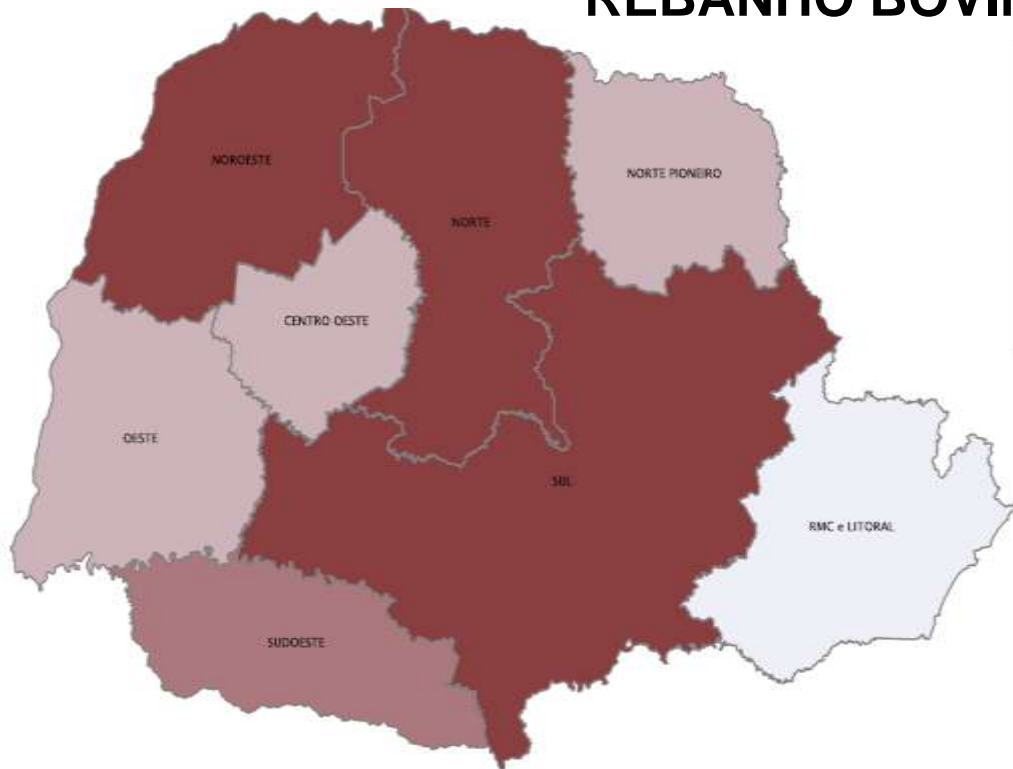 REBANHO BOVI
NOROESTE
NORTE PIONEIRO
NORTE
CENTRO OESTE
OESTE
SUL
RMC e LITORAL
SUDOESTE